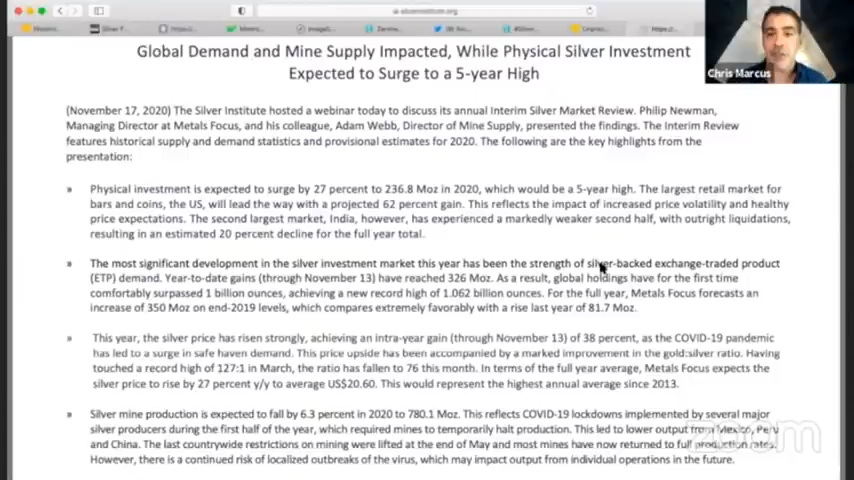 silverinstitute.org
Global Demand and Mine Supply Impacted, While Physical Silver Investment
Expected to Surge to a 5-year High
Chris Marcus
(November 17, 2020) The Silver Institute hosted a webinar today to discuss its annual Interim Silver Market Review. Philip Newman,
Managing Director at Metals Focus, and his colleague, Adam Webb, Director of Mine Supply, presented the findings. The Interim Review
features historical supply and demand statistics and provisional estimates for 2020. The following are the key highlights from the
presentation:
» Physical investment is expected to surge by 27 percent to 236.8 Moz in 2020, which would be a 5-year high. The largest retail market for
bars and coins, the US, will lead the way with a projected 62 percent gain. This reflects the impact of increased price volatility and healthy
price expectations. The second largest market, India, however, has experienced a markedly weaker second half, with outright liquidations,
resulting in an estimated 20 percent decline for the full year total.
» The most significant development in the silver investment market this year has been the strength of silver-backed exchange-traded product
(ETP) demand. Year-to-date gains (through November 13) have reached 326 Moz. As a result, global holdings have for the first time
comfortably surpassed 1 billion ounces, achieving a new record high of 1.062 billion ounces. For the full year, Metals Focus forecasts an
increase of 350 Moz on end-2019 levels, which compares extremely favorably with a rise last year of 81.7 Moz.
» This year, the silver price has risen strongly, achieving an intra-year gain (through November 13) of 38 percent, as the COVID-19 pandemic
has led to a surge in safe haven demand. This price upside has been accompanied by a marked improvement in the gold:silver ratio. Having
touched a record high of 127:1 in March, the ratio has fallen to 76 this month. In terms of the full year average, Metals Focus expects the
silver price to rise by 27 percent y/y to average US$20.60. This would represent the highest annual average since 2013.
» Silver mine production is expected to fall by 6.3 percent in 2020 to 780.1 Moz. This reflects COVID-19 lockdowns implemented by several major
silver producers during the first half of the year, which required mines to temporarily halt production. This led to lower output from Mexico, Peru
and China. The last countrywide restrictions on mining were lifted at the end of May and most mines have now returned to full production rates.
However, there is a continued risk of localized outbreaks of the virus, which may impact output from individual operations in the future.
zoom